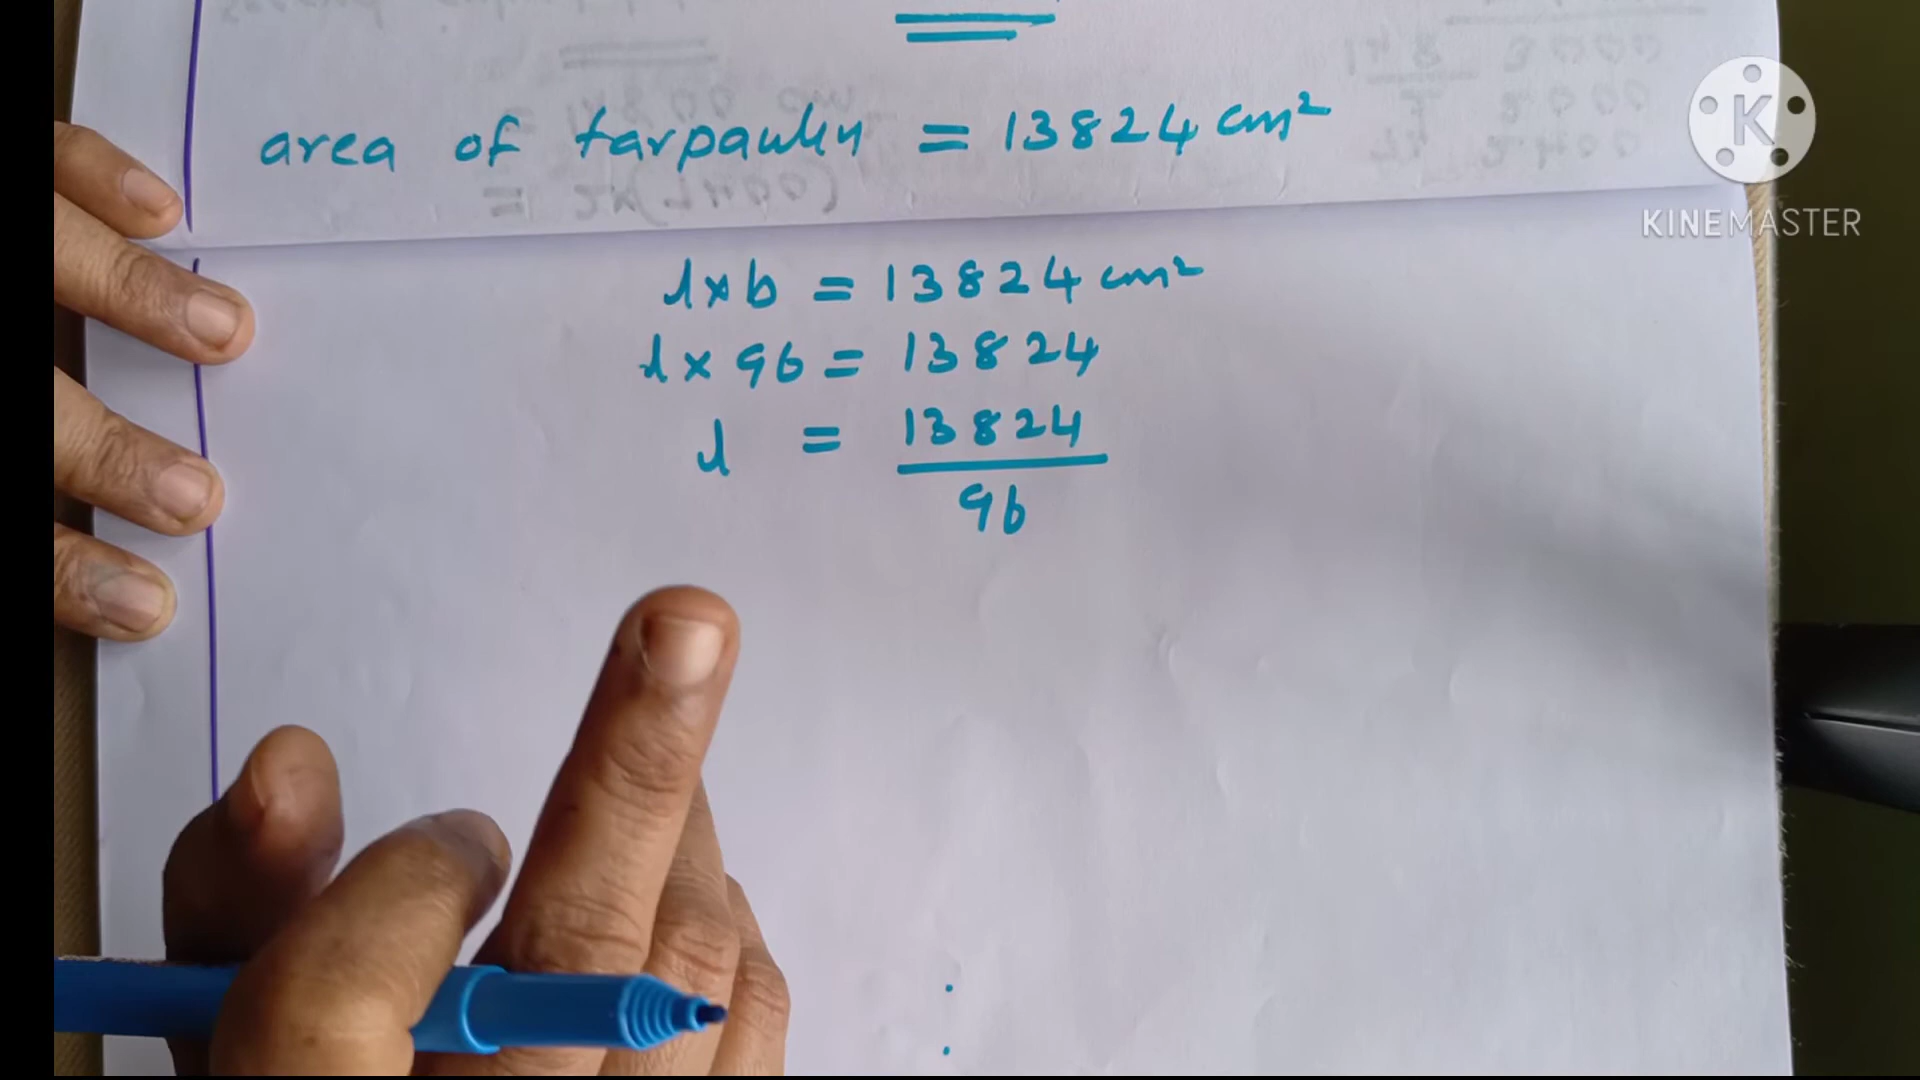 area of tarpaulin = 13824 cm²
l×b = 13824 cm²
l × 96 = 13824
l = 13824
96
K
KINEMASTER